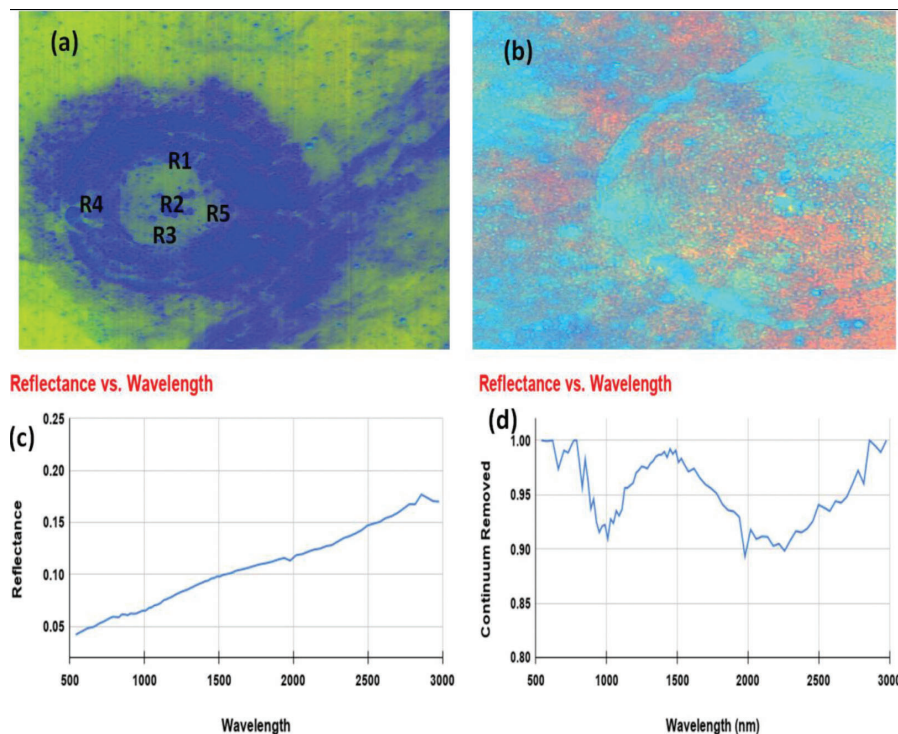 (a)
(b)
R1
R4
R2
R5
R3
Reflectance vs. Wavelength
Reflectance vs. Wavelength
(c)
(d)
0.25
0.20
0.15
0.10
0.05
Reflectance
500
1000
1500
2000
2500
3000
Wavelength
1.00
0.95
0.90
0.85
0.80
Continuum Removed
500
1000
1500
2000
2500
3000
Wavelength (nm)